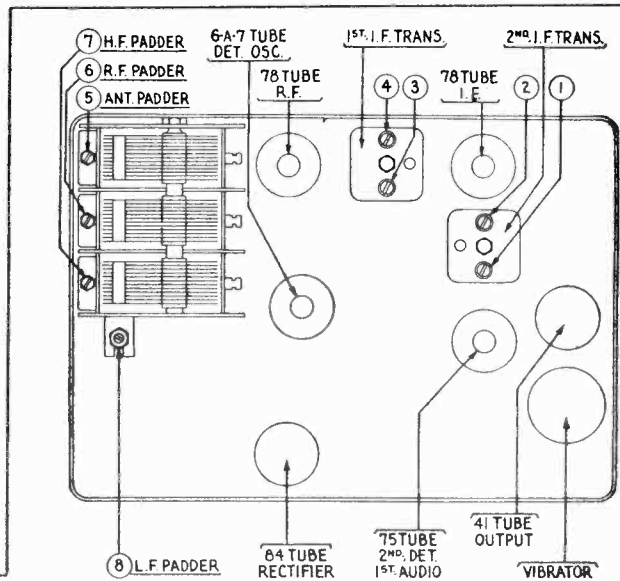 7 H.F. PADDER
6 R.F. PADDER
5 ANT. PADDER
6-A-7 TUBE
DET. OSC.
78 TUBE
R.F.
1ST. I.F. TRANS.
4
3
78 TUBE
I.F.
2ND. I.F. TRANS.
2
1
8 L.F. PADDER
84 TUBE
RECTIFIER
75 TUBE
2ND. DET.
1ST. AUDIO
41 TUBE
OUTPUT
VIBRATOR